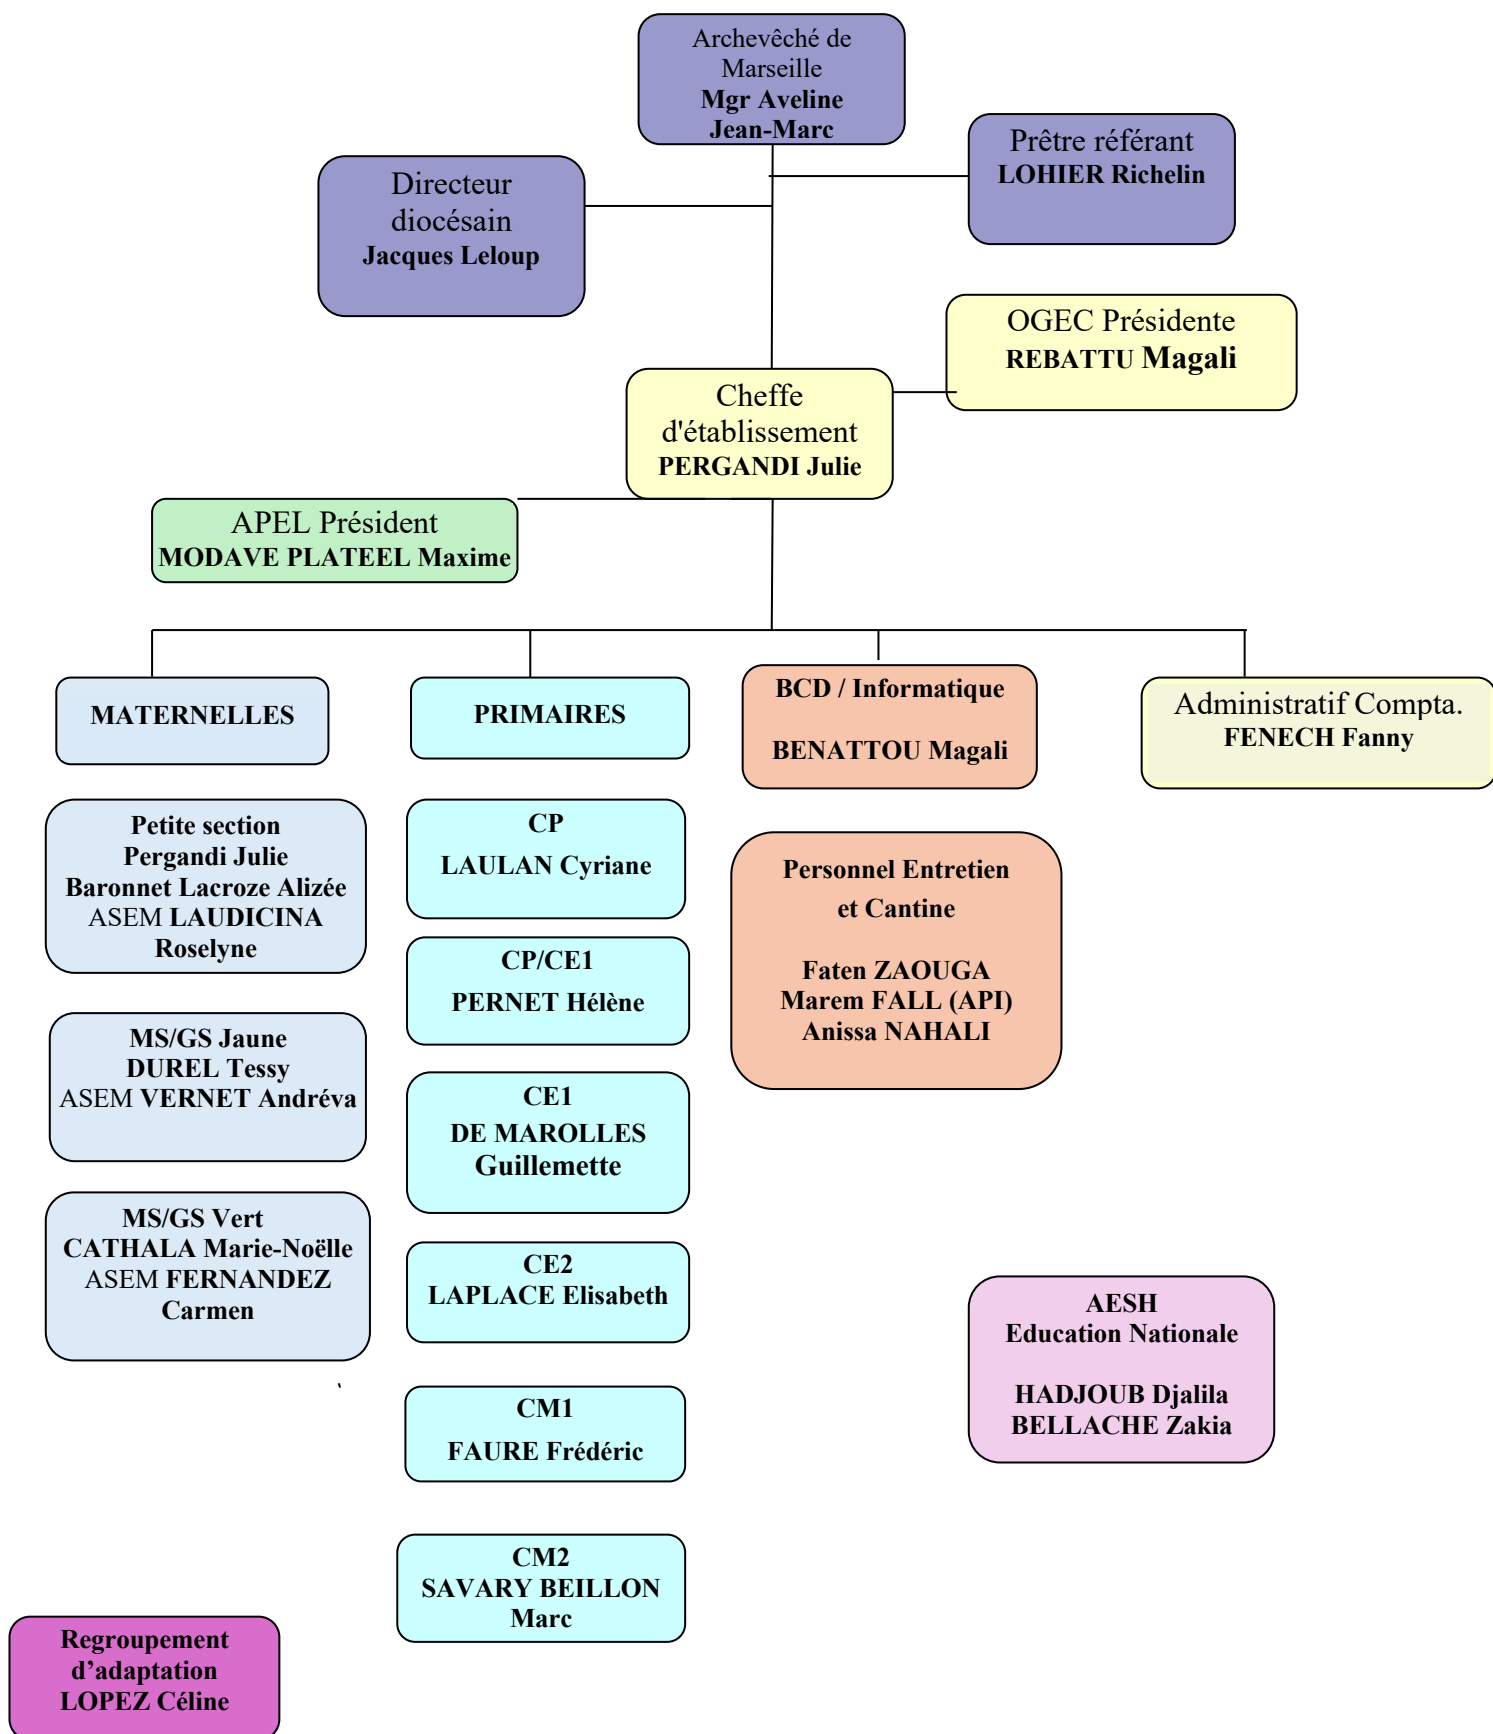 Archevêché de
Marseille
Mgr Aveline
Jean-Marc
Prêtre référant
LOHIER Richelin
Directeur
diocésain
Jacques Leloup
OGEC Présidente
REBATTU Magali
Cheffe
d'établissement
PERGANDI Julie
APEL Président
MODAVE PLATEEL Maxime
MATERNELLES
PRIMAIRES
BCD / Informatique
BENATTOU Magali
Administratif Compta.
FENECH Fanny
Petite section
Pergandi Julie
Baronnet Lacroze Alizée
ASEM LAUDICINA
Roselyne
MS/GS Jaune
DUREL Tessy
ASEM VERNET Andréva
MS/GS Vert
CATHALA Marie-Noëlle
ASEM FERNANDEZ
Carmen
CP
LAULAN Cyriane
CP/CE1
PERNET Hélène
CE1
DE MAROLLES
Guillemette
CE2
LAPLACE Elisabeth
CM1
FAURE Frédéric
CM2
SAVARY BEILLON
Marc
Personnel Entretien
et Cantine
Faten ZAOUGA
Marem FALL (API)
Anissa NAHALI
AESH
Education Nationale
HADJOUB Djalila
BELLACHE Zakia
Regroupement
d’adaptation
LOPEZ Céline